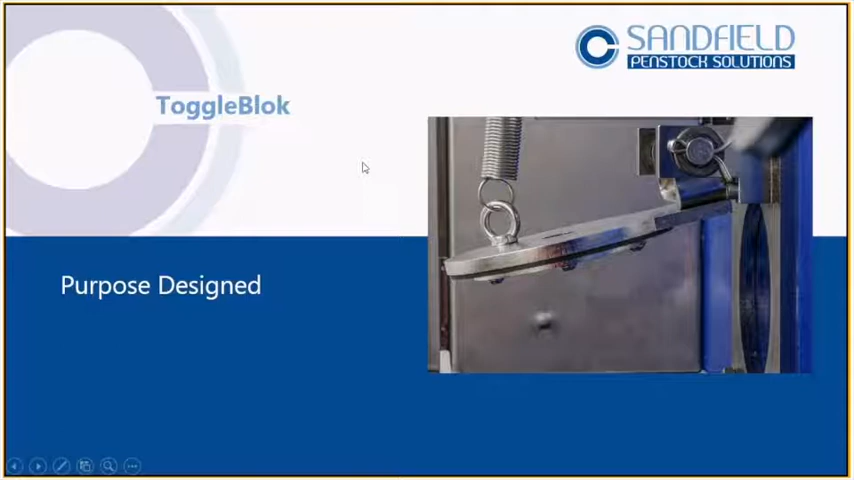 SANDFIELD
PENSTOCK SOLUTIONS
ToggleBlok
Purpose Designed